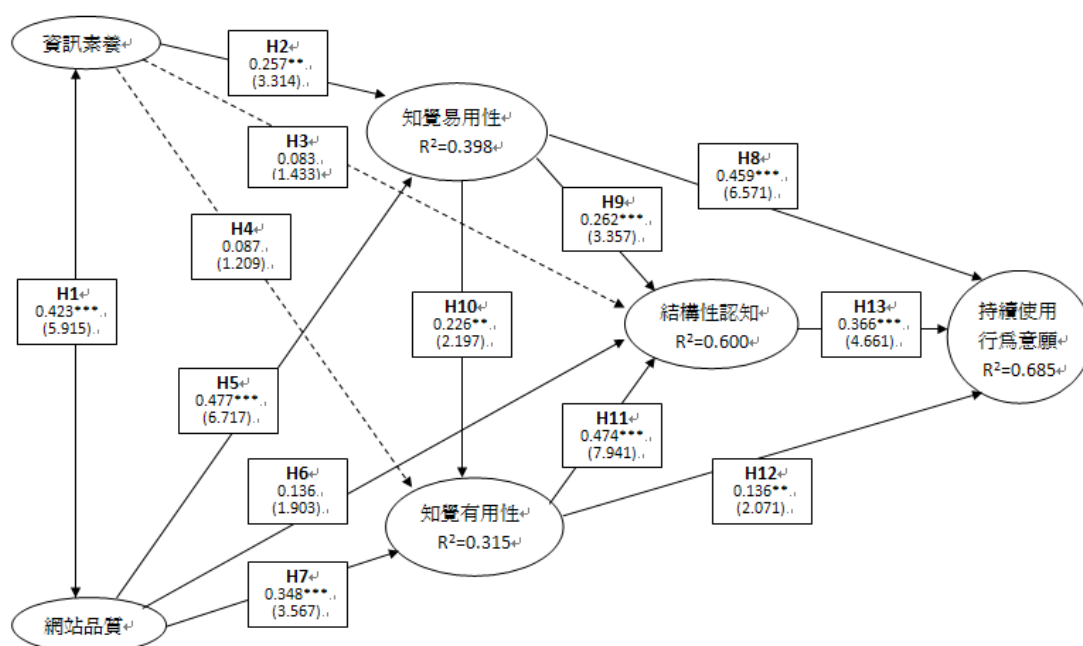 資訊素養↵
H2↵
0.257**↓
(3.314)↓
知覺易用性↵
R²=0.398↵
H3↵
0.083↓
(1.433)↓
H8↵
0.459***↓
(6.571)↓
H9↵
0.262***↓
(3.357)↓
H4↵
0.087↓
(1.209)↓
H1↵
0.423***↓
(5.915)↓
H10↵
0.226**↓
(2.197)↓
結構性認知↵
R²=0.600↵
H13↵
0.366***↓
(4.661)↓
持續使用
行為意願↵
R²=0.685↵
H5↵
0.477***↓
(6.717)↓
H11↵
0.474***↓
(7.941)↓
H6↵
0.136↓
(1.903)↓
知覺有用性↵
R²=0.315↵
H12↵
0.136**↓
(2.071)↓
H7↵
0.348***↓
(3.567)↓
網站品質↵